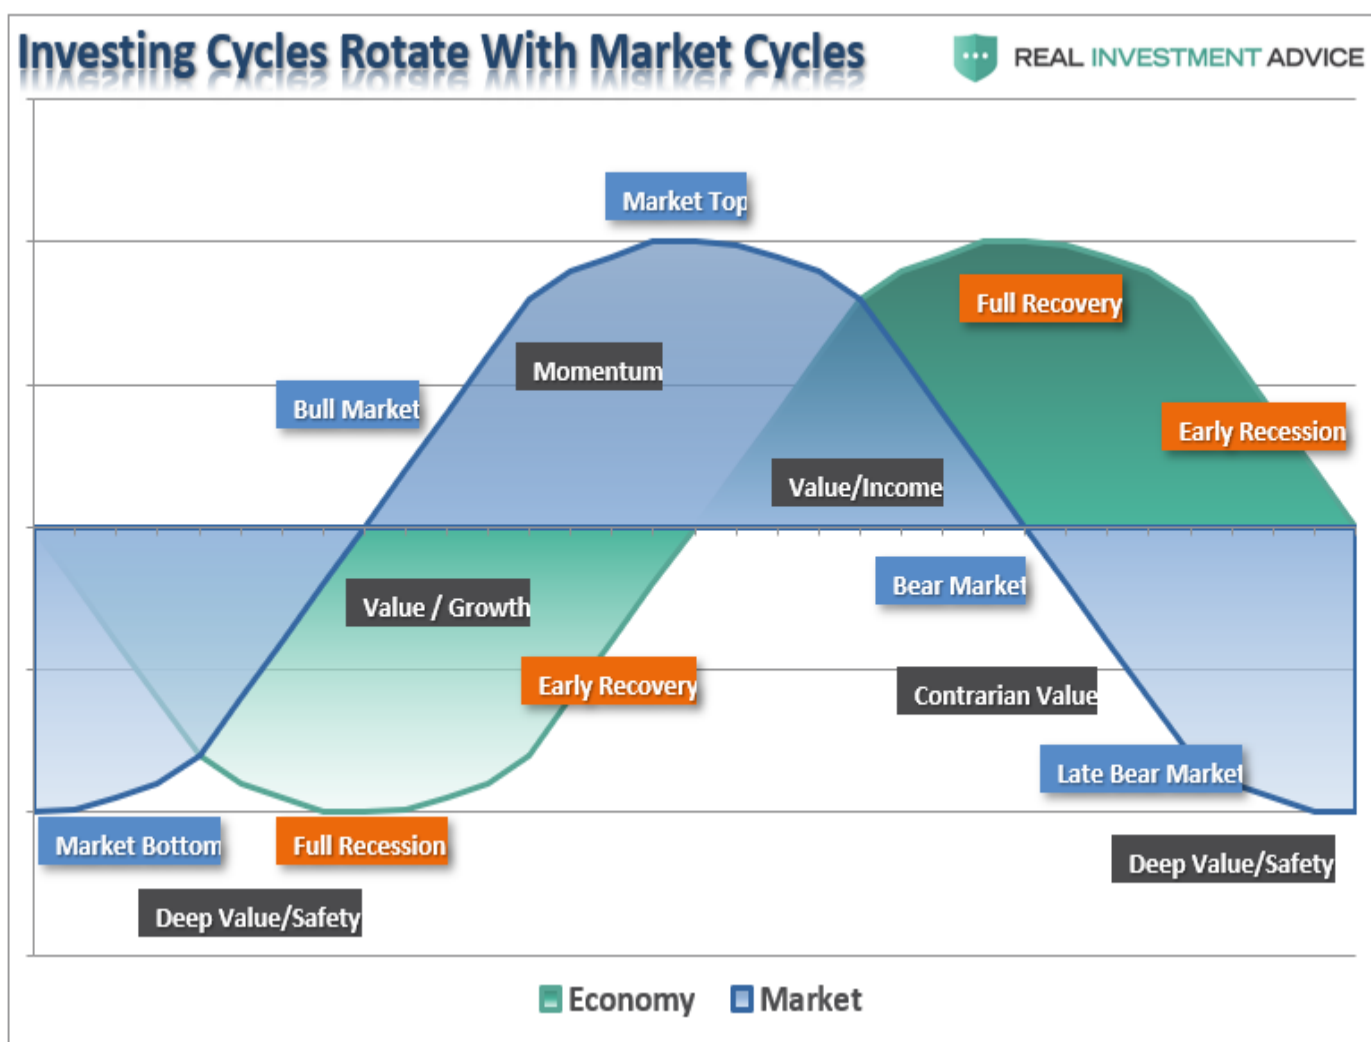 Investing Cycles Rotate With Market Cycles
REAL INVESTMENT ADVICE
Market Top
Full Recovery
Momentum
Bull Market
Early Recession
Value/Income
Bear Market
Value / Growth
Early Recovery
Contrarian Value
Late Bear Market
Market Bottom
Full Recession
Deep Value/Safety
Deep Value/Safety
Economy
Market